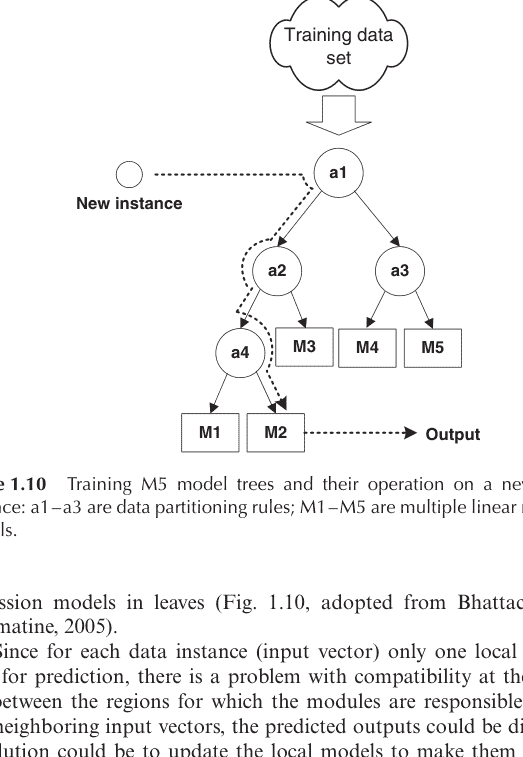 Training data
set
a1
New instance
a2
a3
a4
M3
M4
M5
M1
M2
Output
e 1.10 Training M5 model trees and their operation on a ne
nce: a1–a3 are data partitioning rules; M1–M5 are multiple linear
ls.
ssion models in leaves (Fig. 1.10, adopted from Bhattac
matine, 2005).
Since for each data instance (input vector) only one local
for prediction, there is a problem with compatibility at the
between the regions for which the modules are responsible
neighboring input vectors, the predicted outputs could be di
lution could be to update the local models to make them